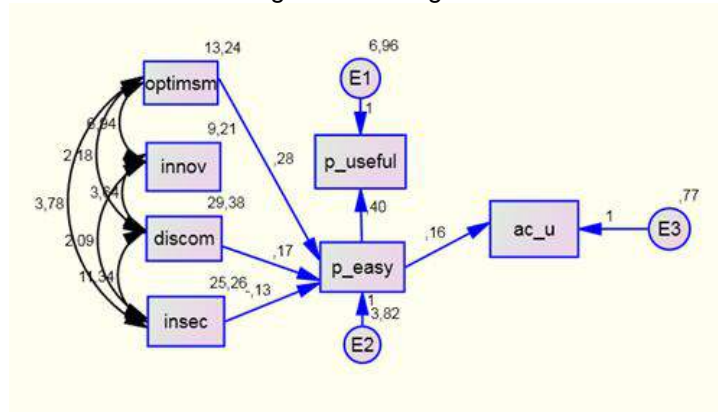 13,24
optimsm
6,94
9,21
innov
2,18
3,64
29,38
discom
3,78
2,09
25,26
insec
11,34
,28
,17
-,13
6,96
E1
1
p_useful
40
p_easy
1
3,82
E2
,16
ac_u
1
,77
E3